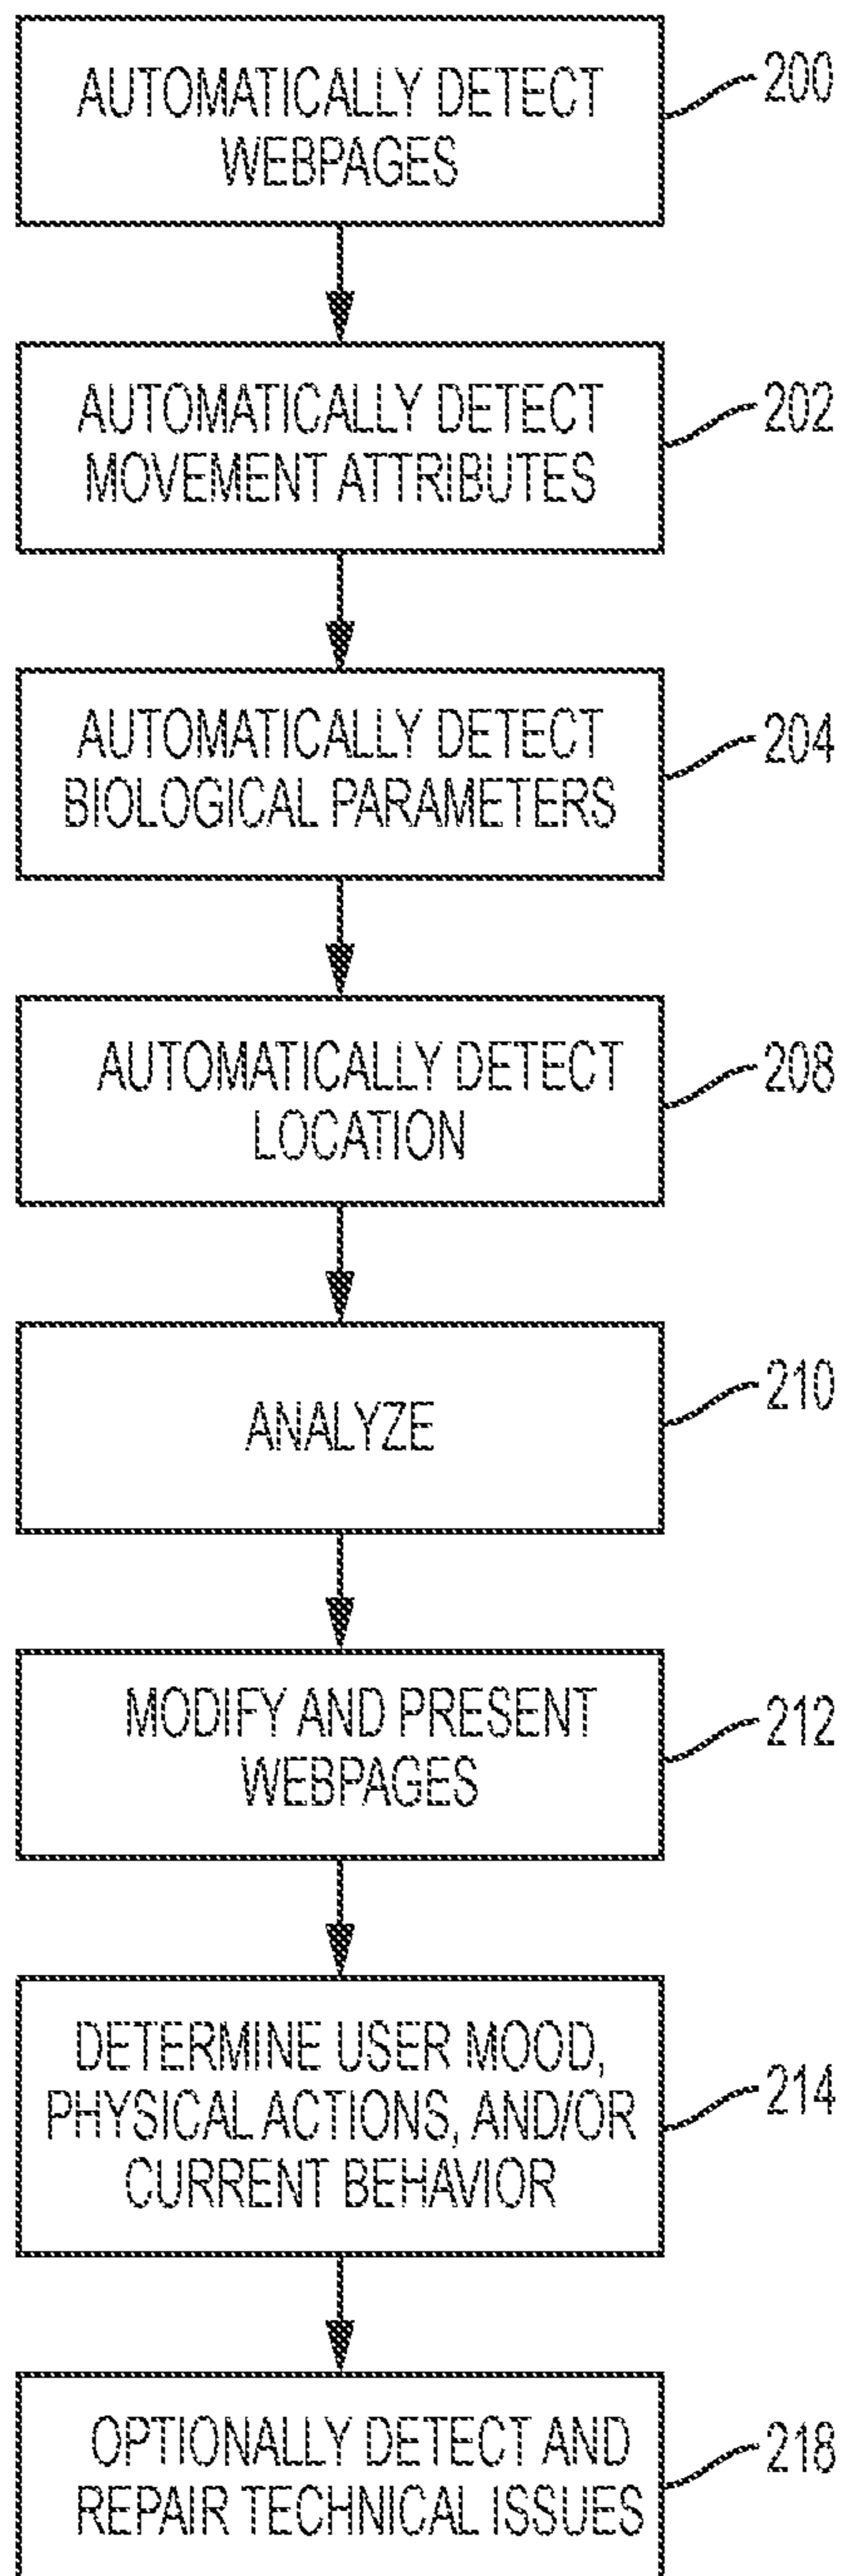 AUTOMATICALLY DETECT
WEBPAGES
200
AUTOMATICALLY DETECT
MOVEMENT ATTRIBUTES
202
AUTOMATICALLY DETECT
BIOLOGICAL PARAMETERS
204
AUTOMATICALLY DETECT
LOCATION
208
ANALYZE
210
MODIFY AND PRESENT
WEBPAGES
212
DETERMINE USER MOOD,
PHYSICAL ACTIONS, AND/OR
CURRENT BEHAVIOR
214
OPTIONALLY DETECT AND
REPAIR TECHNICAL ISSUES
218